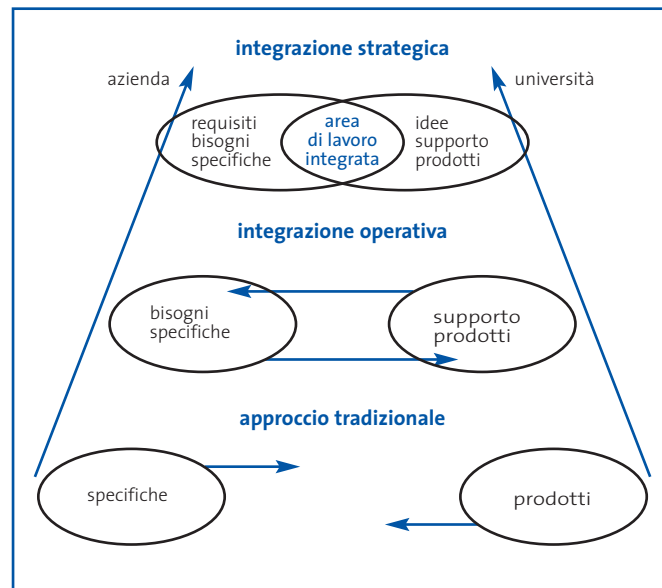 integrazione strategica
azienda
università
requisiti
bisogni
specifiche
area
di lavoro
integrata
idee
supporto
prodotti
integrazione operativa
bisogni
specifiche
supporto
prodotti
approccio tradizionale
specifiche
prodotti